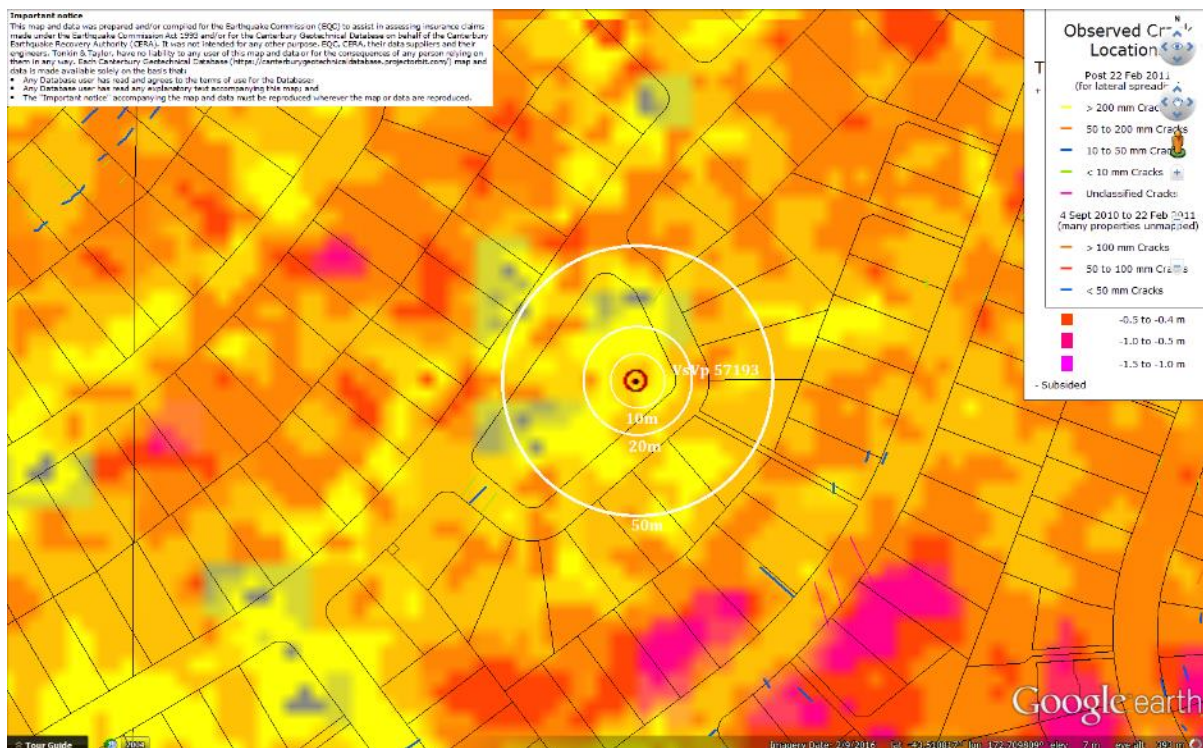 Important notice
This map and data was prepared and/or compiled for the Earthquake Commission (EQC) to assist in assessing insurance claims
made under the Earthquake Commission Act 1993 and/or for the Canterbury Geotechnical Database on behalf of the Canterbury
Earthquake Recovery Authority (CERA). It was not intended for any other purpose. EQC, CERA, their data suppliers and their
engineers, Tonkin & Taylor, have no liability to any user of this map and data or for the consequences of any person relying on
them in any way. Each Canterbury Geotechnical Database (https://canterburygeotechnicaldatabase.projectorbit.com/) map and
data is made available solely on the basis that:
• Any Database user has read and agrees to the terms of use for the Database;
• Any Database user has read any explanatory text accompanying this map; and
• The "Important notice" accompanying the map and data must be reproduced wherever the map or data are reproduced.
Observed
Location
Post 22 Feb 2011
(for lateral
> 200 mm
50 to 200 mm Cracks
10 to 50 mm
< 10 mm Cracks
Unclassified Cracks
4 Sept 2010 to 22 Feb 2011
(many properties unmapped)
> 100 mm Cracks
50 to 100 mm
< 50 mm Cracks
-0.5 to -0.4 m
-1.0 to -0.5 m
-1.5 to -1.0 m
- Subsided
N
T
VsVp 57193
10m
20m
50m
Google earth
Tour Guide
2004
Imagery Date: 2/9/2016